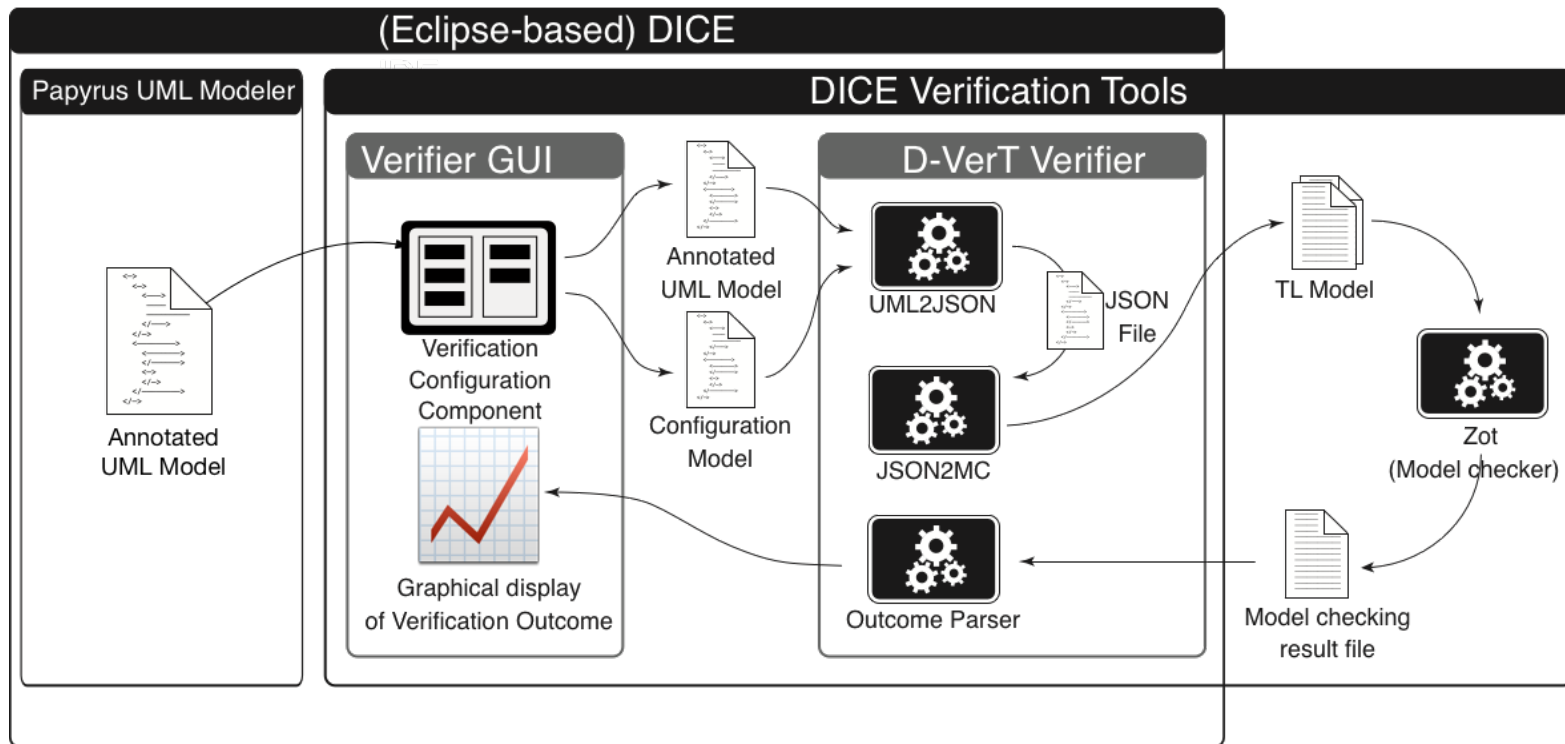 (Eclipse-based) DICE
Papyrus UML Modeler
DICE Verification Tools
Verifier GUI
D-VerT Verifier
Annotated
UML Model
Verification
Configuration
Component
Annotated
UML Model
Configuration
Model
UML2JSON
JSON
File
JSON2MC
TL Model
Zot
(Model checker)
Model checking
result file
Outcome Parser
Graphical display
of Verification Outcome